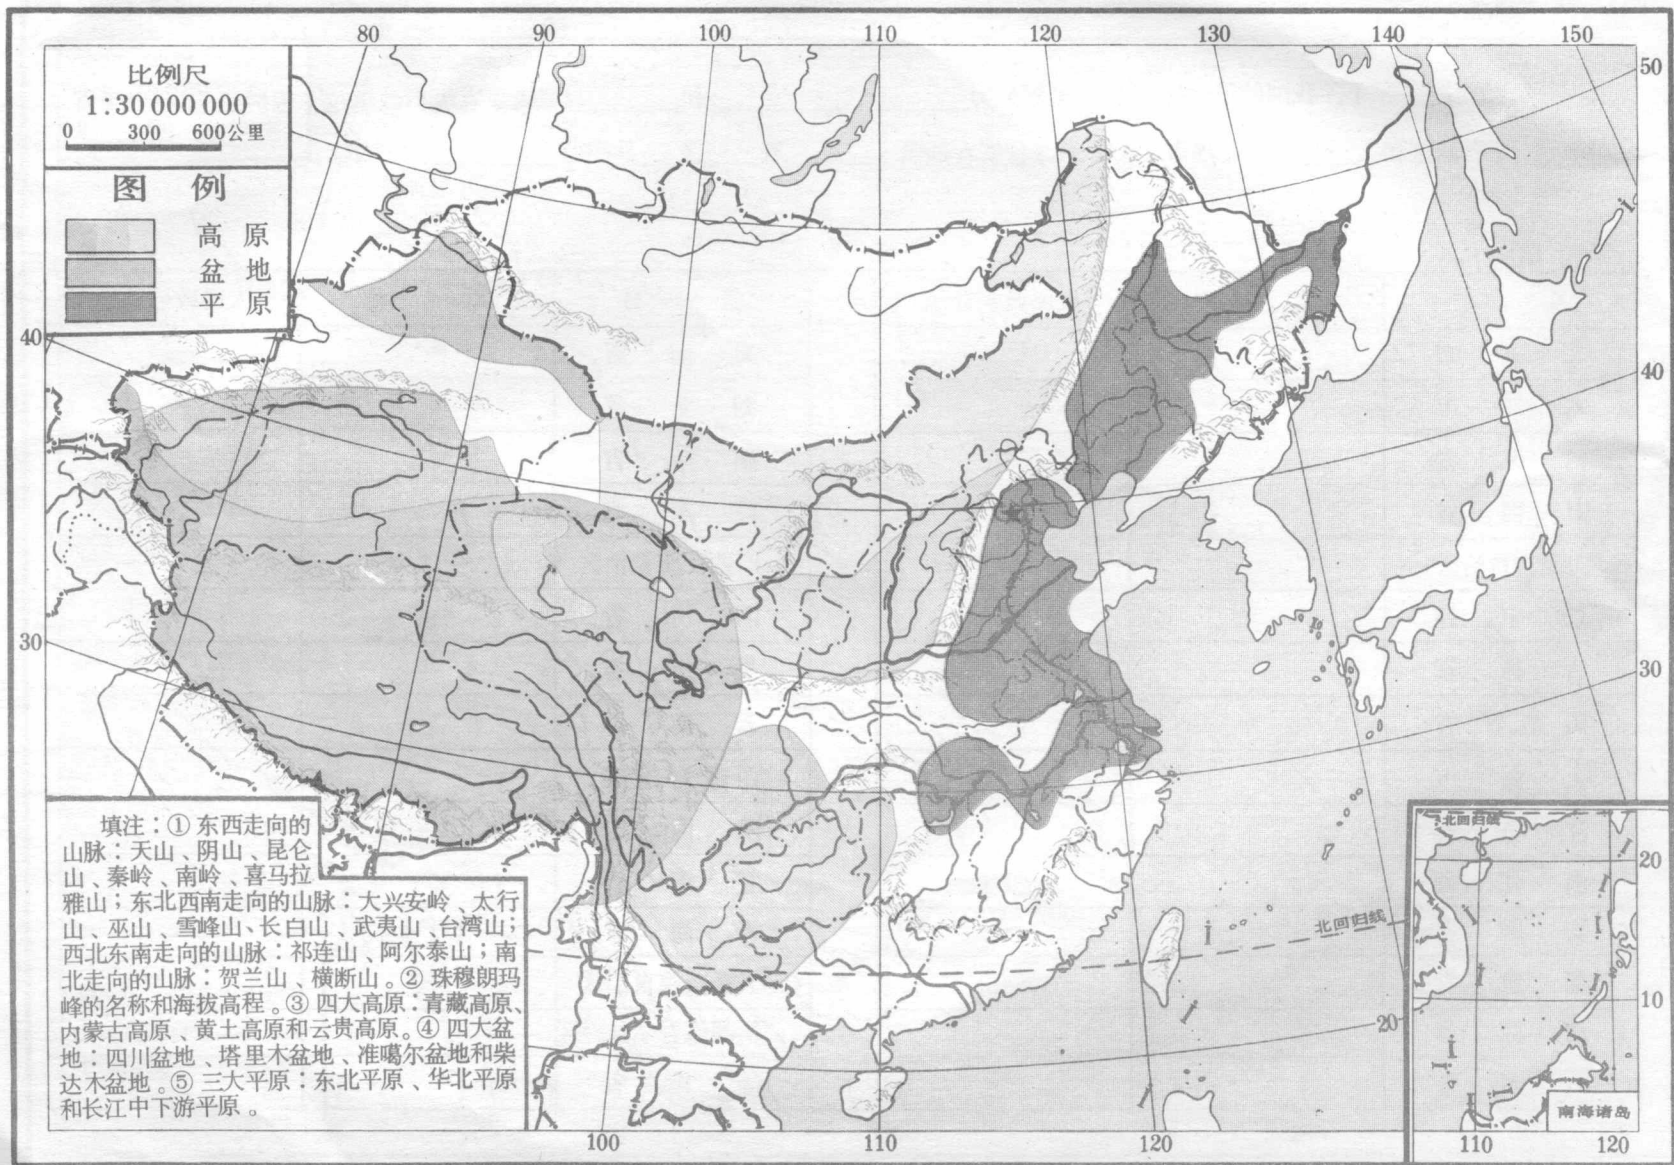 80 90 100 110 120 130 140 150
比例尺
1:30 000 000
0 300 600公里
图 例
高 原
盆 地
平 原
50
40
40
30
30
填注：① 东西走向的
山脉：天山、阴山、昆仑
山、秦岭、南岭、喜马拉
雅山；东北西南走向的山脉：大兴安岭、太行
山、巫山、雪峰山、长白山、武夷山、台湾山；
西北东南走向的山脉：祁连山、阿尔泰山；南
北走向的山脉：贺兰山、横断山。② 珠穆朗玛
峰的名称和海拔高程。③ 四大高原：青藏高原、
内蒙古高原、黄土高原和云贵高原。④ 四大盆
地：四川盆地、塔里木盆地、准噶尔盆地和柴
达木盆地。⑤ 三大平原：东北平原、华北平原
和长江中下游平原。
北回归线
20
北回归线
20
10
南海诸岛
100 110 120
110 120